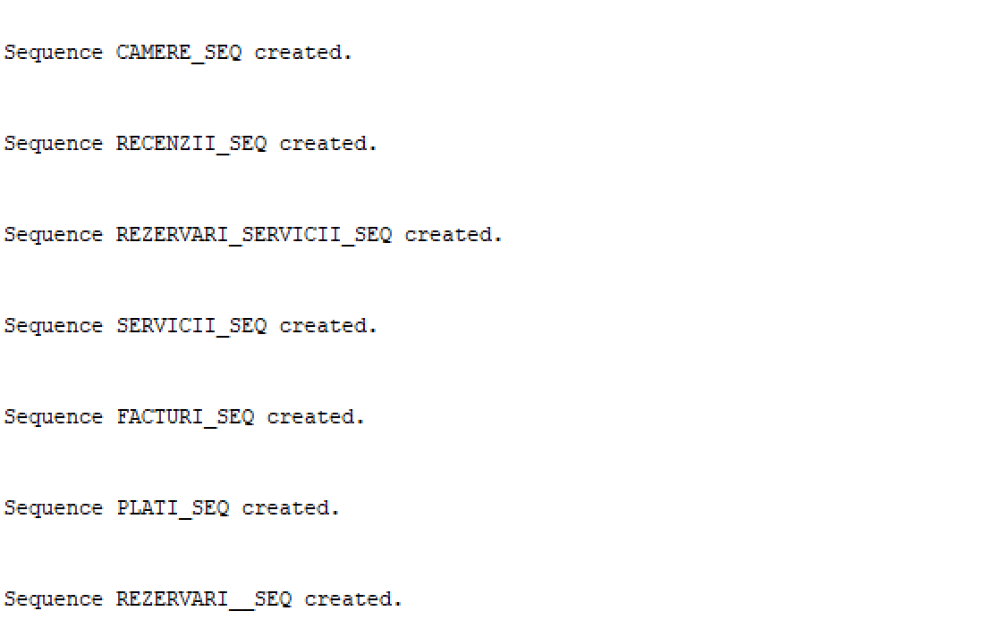 Sequence CAMERE_SEQ created.
Sequence RECENZII_SEQ created.
Sequence REZERVARI_SERVICII_SEQ created.
Sequence SERVICII_SEQ created.
Sequence FACTURI_SEQ created.
Sequence PLATI_SEQ created.
Sequence REZERVARI__SEQ created.